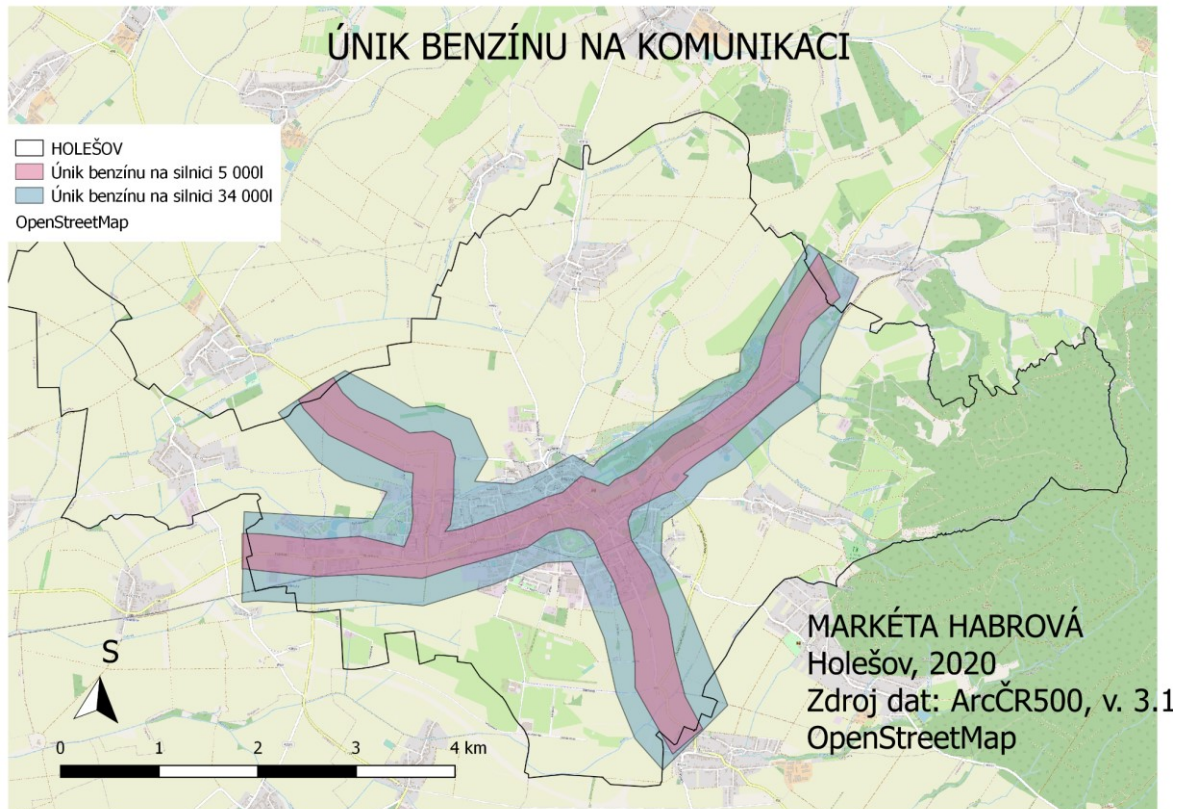 ÚNIK BENZÍNU NA KOMUNIKACI
HOLEŠOV
Únik benzínu na silnici 5 000l
Únik benzínu na silnici 34 000l
OpenStreetMap
S
0 1 2 3 4 km
MARKÉTA HABROVÁ
Holešov, 2020
Zdroj dat: ArcČR500, v. 3.1
OpenStreetMap